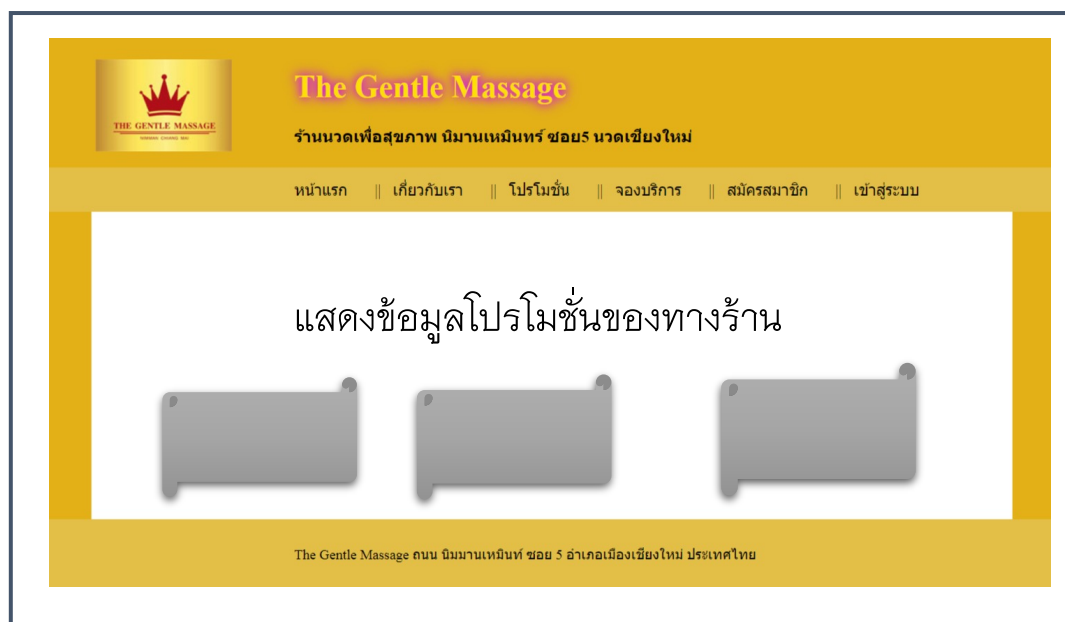 THE GENTLE MASSAGE
NIMMAN CHIANG MAI
The Gentle Massage
ร้านนวดเพื่อสุขภาพ นิมานเหมินทร์ ซอย5 นวดเชียงใหม่
หน้าแรก || เกี่ยวกับเรา || โปรโมชั่น || จองบริการ || สมัครสมาชิก || เข้าสู่ระบบ
แสดงข้อมูลโปรโมชั่นของทางร้าน
The Gentle Massage ถนน นิมมานเหมินท์ ซอย 5 อำเภอเมืองเชียงใหม่ ประเทศไทย